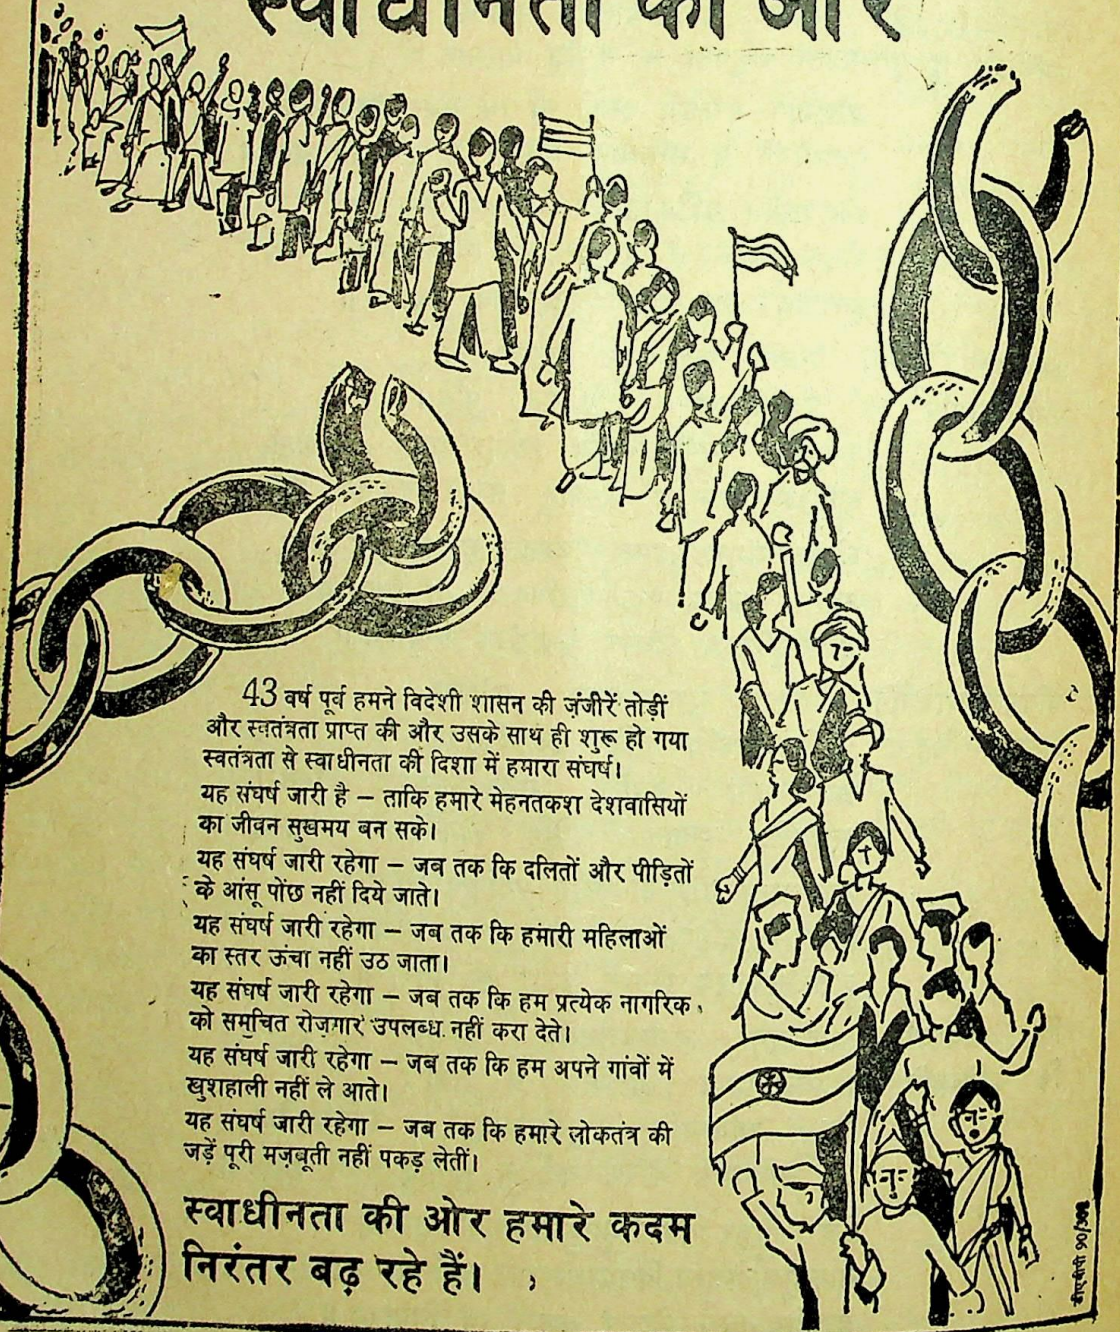 स्वाधीनता की ओर
43 वर्ष पूर्व हमने विदेशी शासन की ज़ंजीरें तोड़ीं
और स्वतंत्रता प्राप्त की और उसके साथ ही शुरू हो गया
स्वतंत्रता से स्वाधीनता की दिशा में हमारा संघर्ष।
यह संघर्ष जारी है – ताकि हमारे मेहनतकश देशवासियों
का जीवन सुखमय बन सके।
यह संघर्ष जारी रहेगा – जब तक कि दलितों और पीड़ितों
के आंसू पोंछ नहीं दिये जाते।
यह संघर्ष जारी रहेगा – जब तक कि हमारी महिलाओं
का स्तर ऊंचा नहीं उठ जाता।
यह संघर्ष जारी रहेगा – जब तक कि हम प्रत्येक नागरिक
को समुचित रोज़गार उपलब्ध नहीं करा देते।
यह संघर्ष जारी रहेगा – जब तक कि हम अपने गांवों में
खुशहाली नहीं ले आते।
यह संघर्ष जारी रहेगा – जब तक कि हमारे लोकतंत्र की
जड़ें पूरी मज़बूती नहीं पकड़ लेतीं।
स्वाधीनता की ओर हमारे कदम
निरंतर बढ़ रहे हैं।